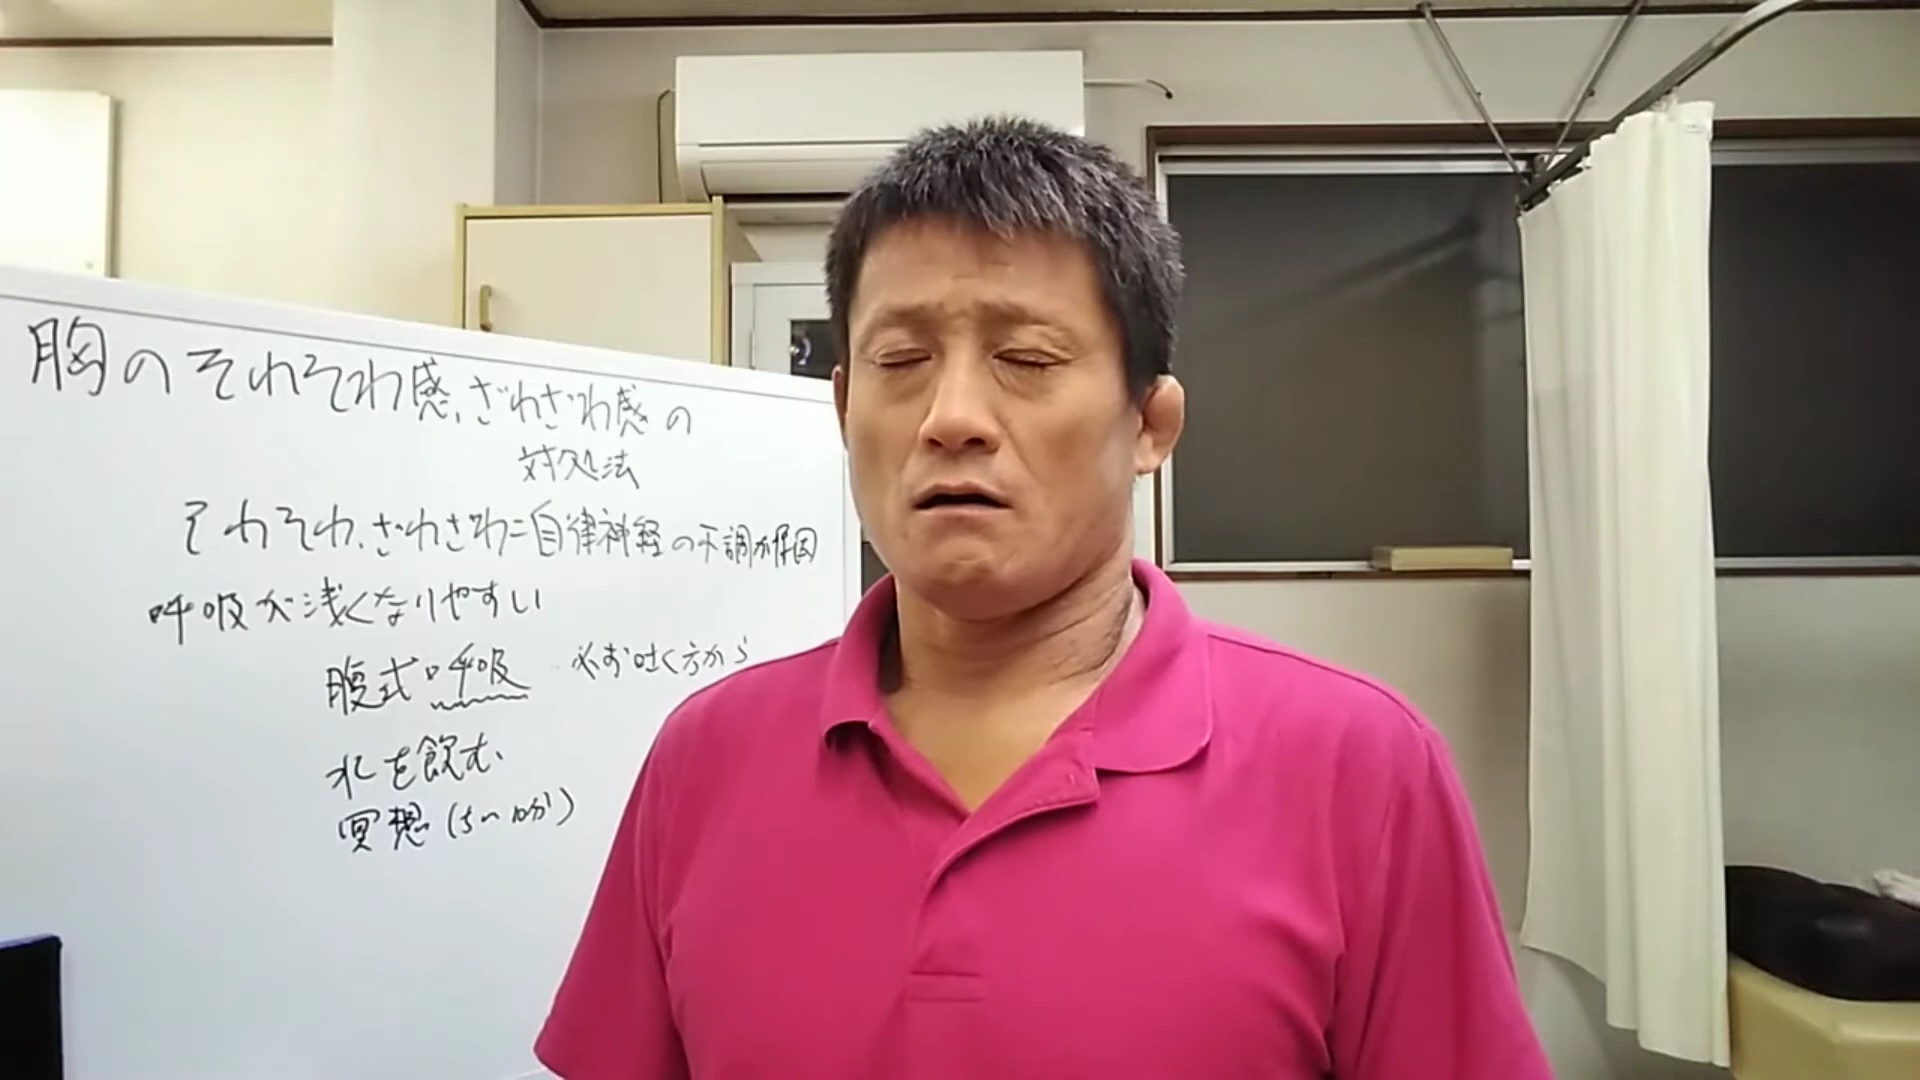 胸のそわそわ感、ざわざわ感の
対処法
そわそわ、ざわざわ=自律神経の不調が原因
呼吸が浅くなりやすい
腹式呼吸 必ず吐く方から
水を飲む、
冥想(5〜10分)